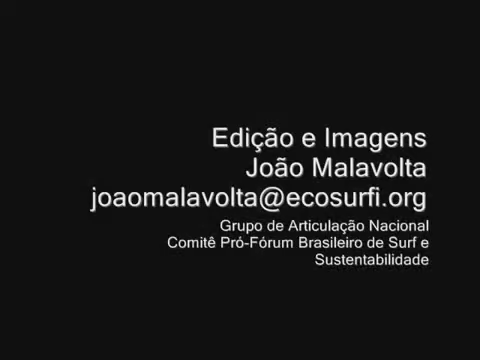 Edição e Imagens
João Malavolta
joaomalavolta@ecosurfi.org
Grupo de Articulação Nacional
Comitê Pró-Fórum Brasileiro de Surf e
Sustentabilidade